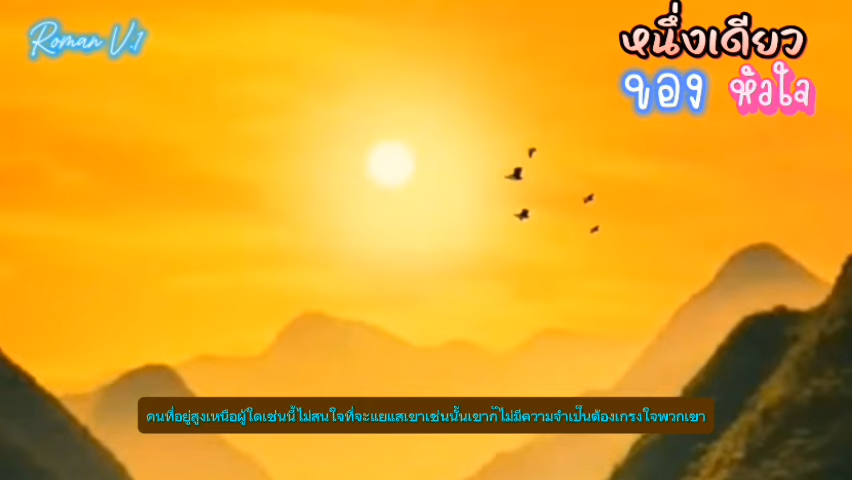 Roman V.1
หนึ่งเดียว
ของ หัวใจ
คนที่อยู่สูงเหนือผู้ใดเช่นนี้ไม่สนใจที่จะแยแสเขาเช่นนั้นเขาก็ไม่มีความจำเป็นต้องเกรงใจพวกเขา